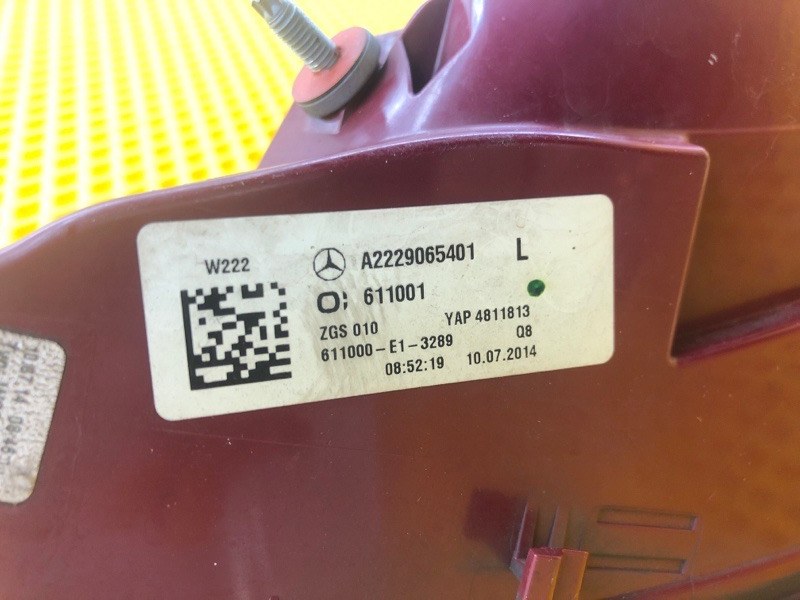 W222
A2229065401 L
611001
ZGS 010 YAP 4811813
611000-E1-3289 Q8
08:52:19 10.07.2014